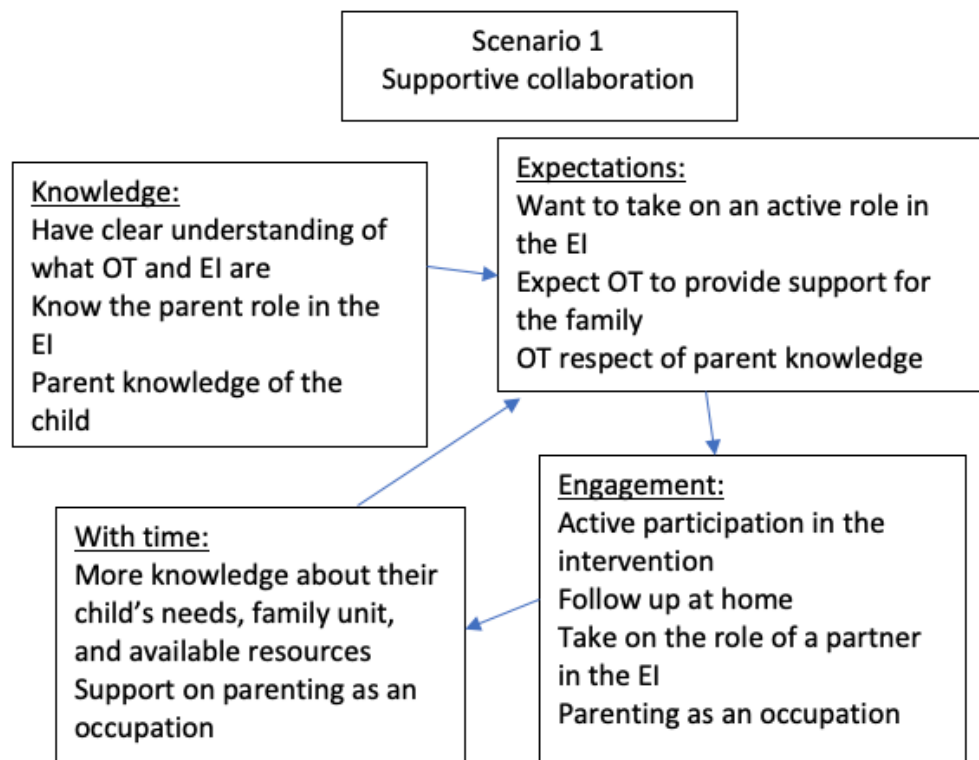 Scenario 1
Supportive collaboration
Knowledge:
Have clear understanding of
what OT and EI are
Know the parent role in the
EI
Parent knowledge of the
child
Expectations:
Want to take on an active role in
the EI
Expect OT to provide support for
the family
OT respect of parent knowledge
Engagement:
Active participation in the
intervention
Follow up at home
Take on the role of a partner
in the EI
Parenting as an occupation
With time:
More knowledge about their
child’s needs, family unit,
and available resources
Support on parenting as an
occupation